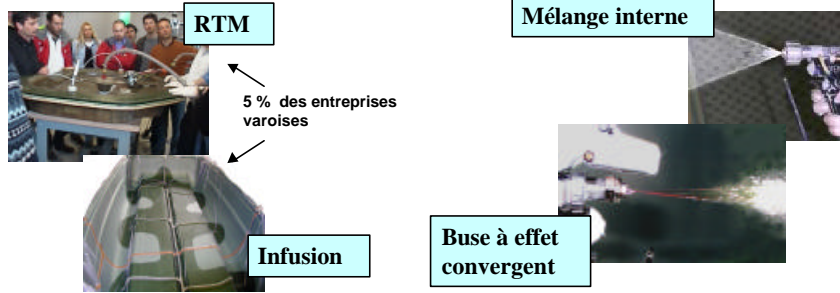 RTM
5 % des entreprises
varoises
Infusion
Mélange interne
Buse à effet
convergent